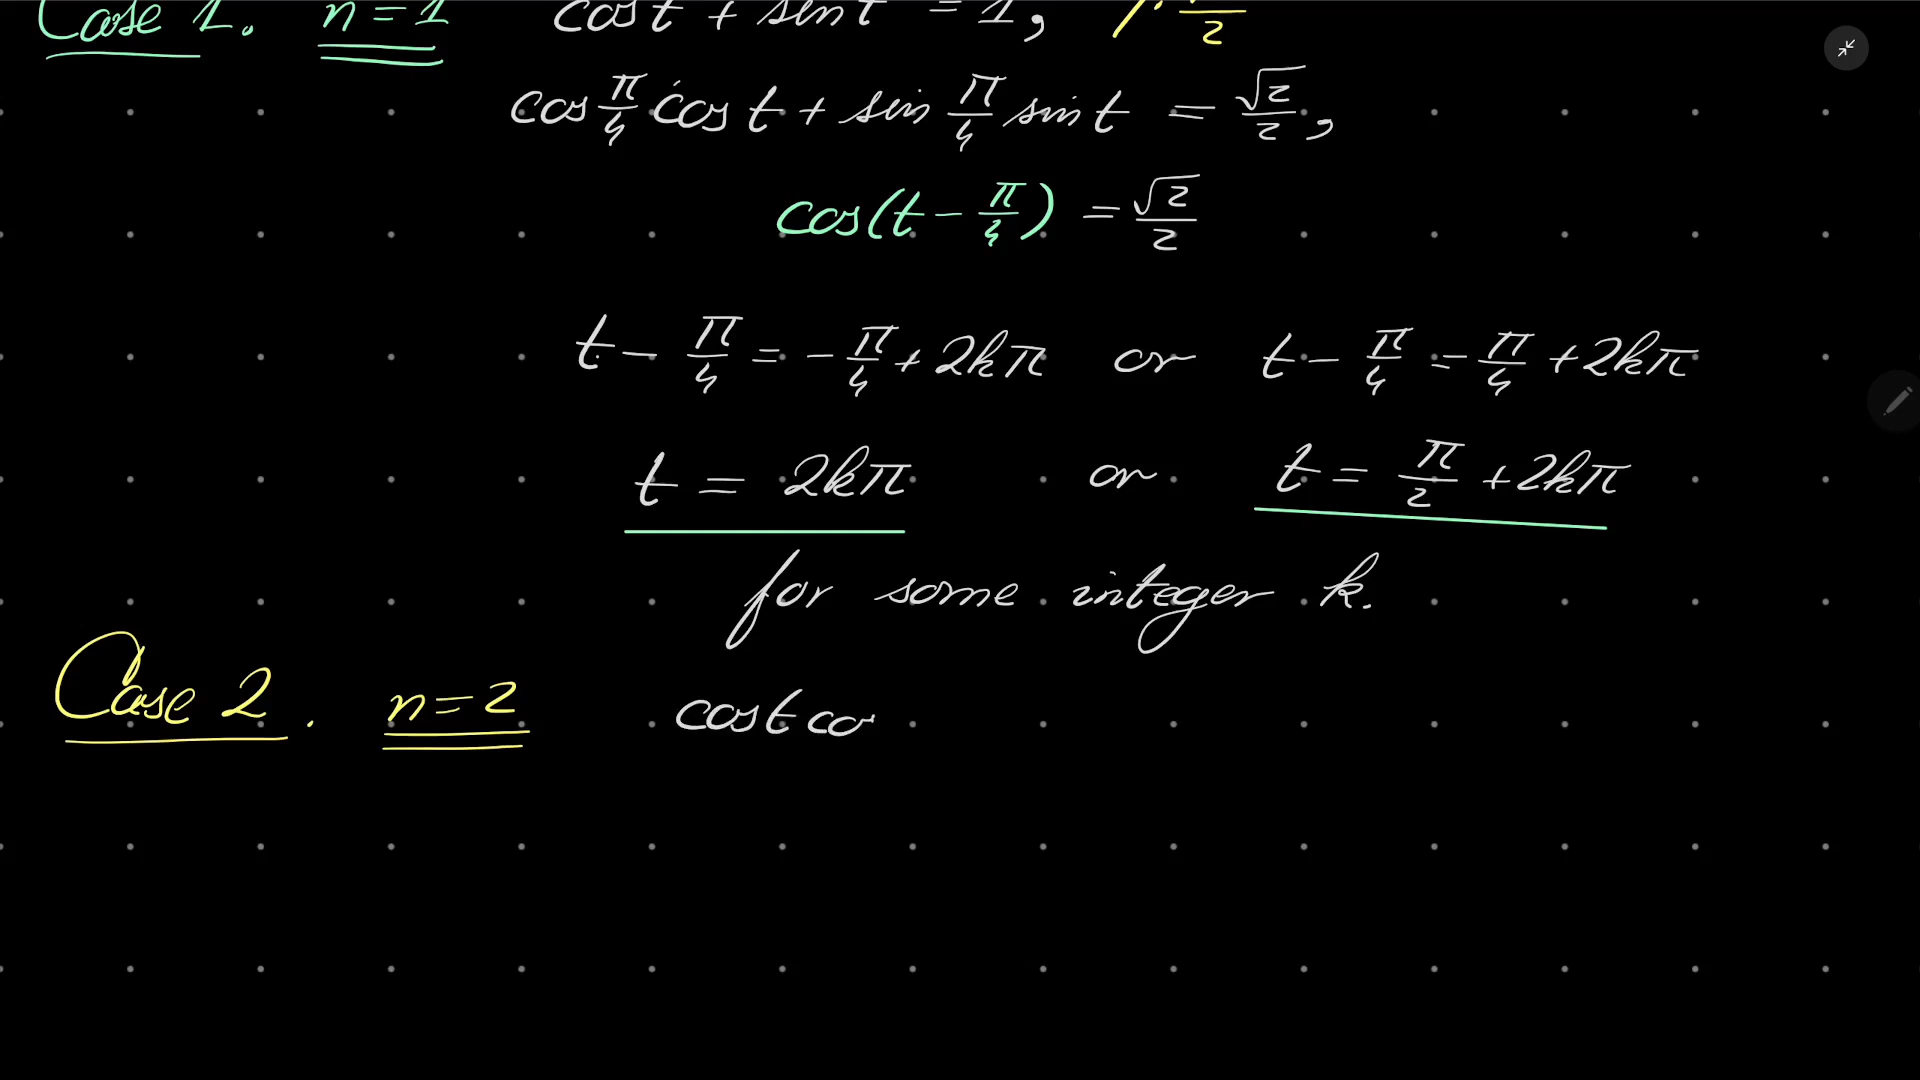 Case 1. n=1 cos t + sin t = 1, /· —/2
cos π/4 cos t + sin π/4 sin t = √2/2,
cos(t - π/4) = √2/2
t - π/4 = -π/4 + 2kπ or t - π/4 = π/4 + 2kπ
t = 2kπ or t = π/2 + 2kπ
for some integer k.
Case 2. n=2 cos t co